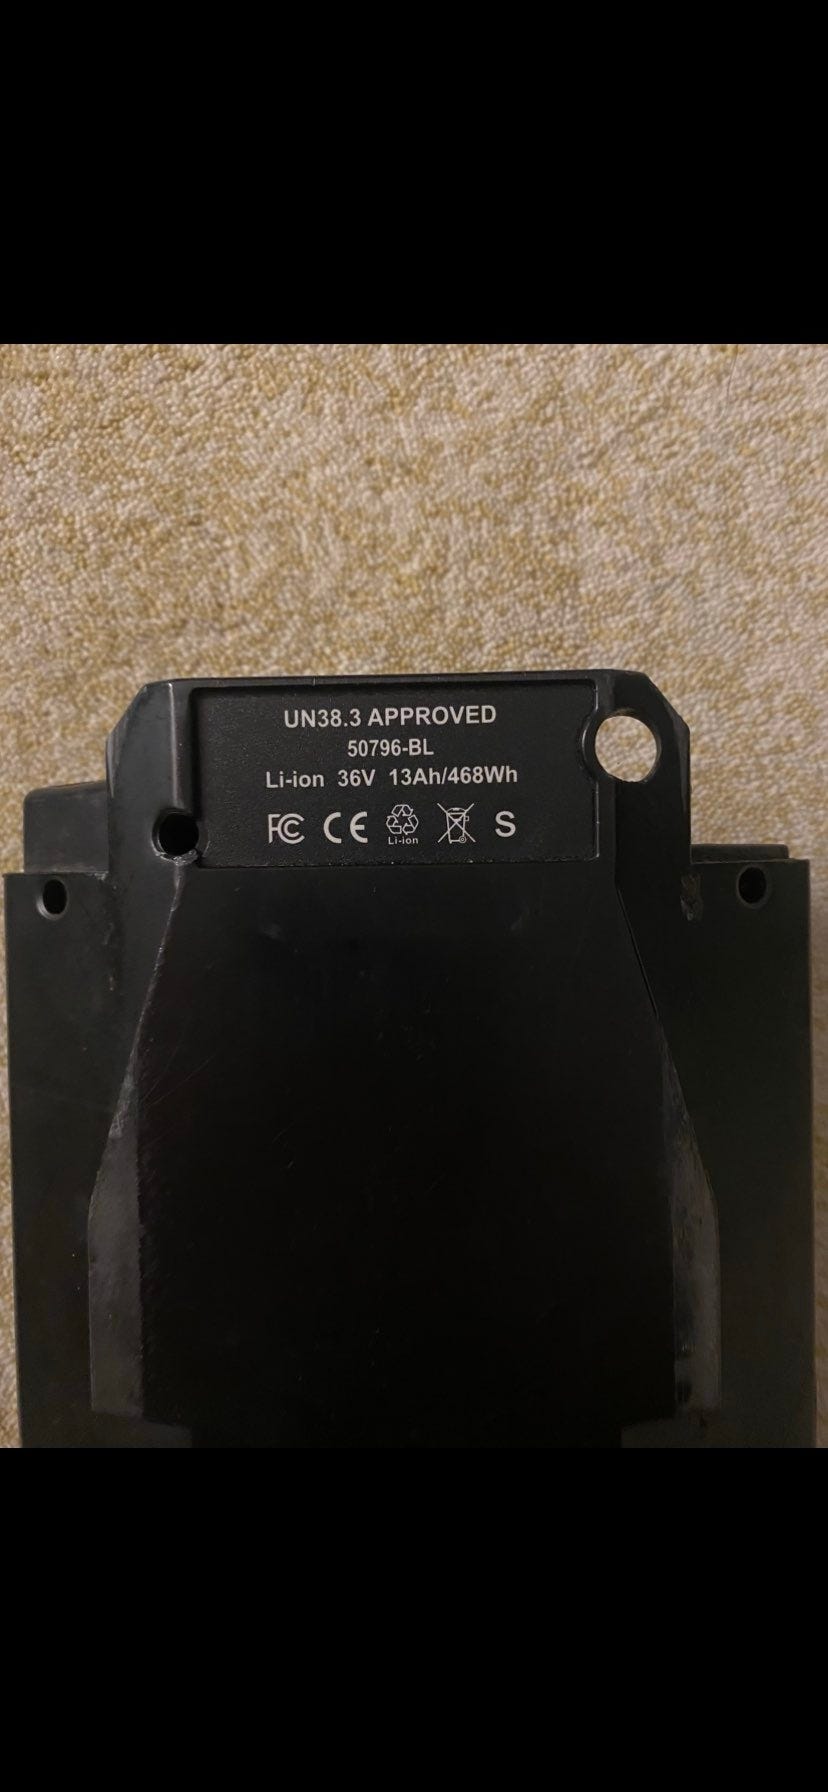 UN38.3 APPROVED
50796-BL
Li-ion 36V 13Ah/468Wh
FC CE Li-ion S